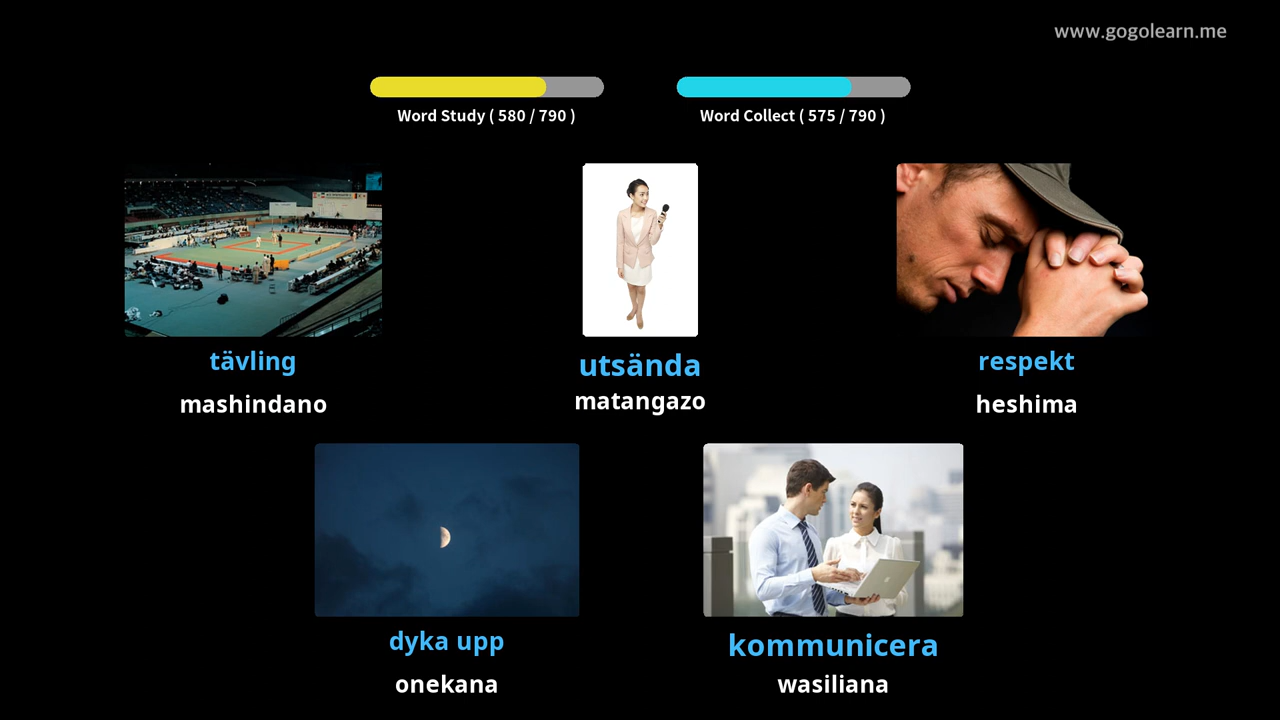 www.gogolearn.me
Word Study ( 580 / 790 )
Word Collect ( 575 / 790 )
tävling
utsända
respekt
mashindano
matangazo
heshima
dyka upp
kommunicera
onekana
wasiliana